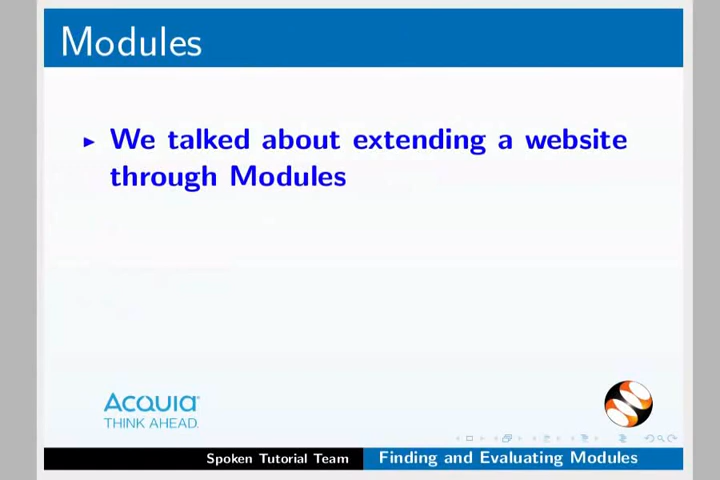 Modules
We talked about extending a website
through Modules
Acquia
THINK AHEAD.
Spoken Tutorial Team
Finding and Evaluating Modules